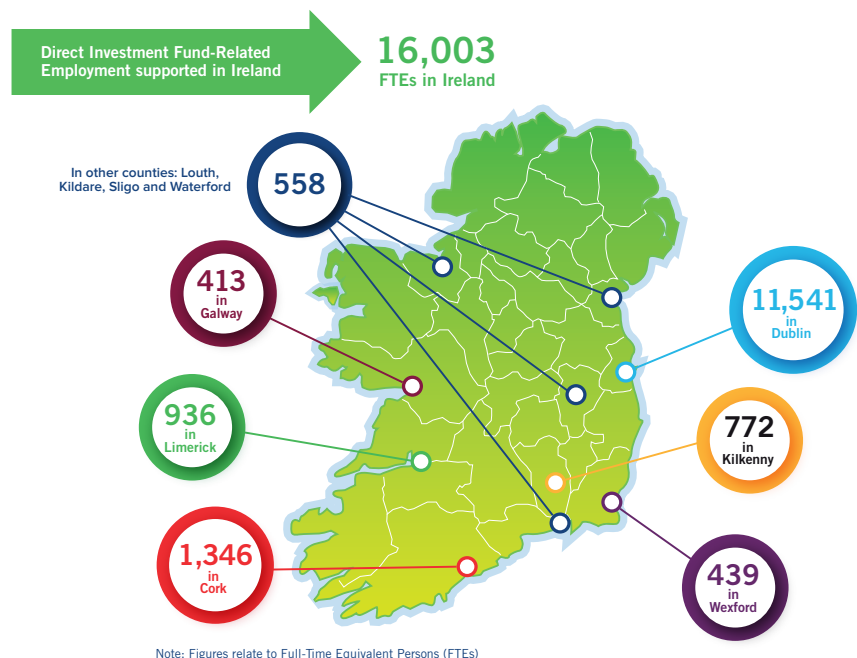 Direct Investment Fund-Related
Employment supported in Ireland
16,003
FTEs in Ireland
In other counties: Louth,
Kildare, Sligo and Waterford
558
413
in
Galway
11,541
in
Dublin
936
in
Limerick
772
in
Kilkenny
1,346
in
Cork
439
in
Wexford
Note: Figures relate to Full-Time Equivalent Persons (FTEs)